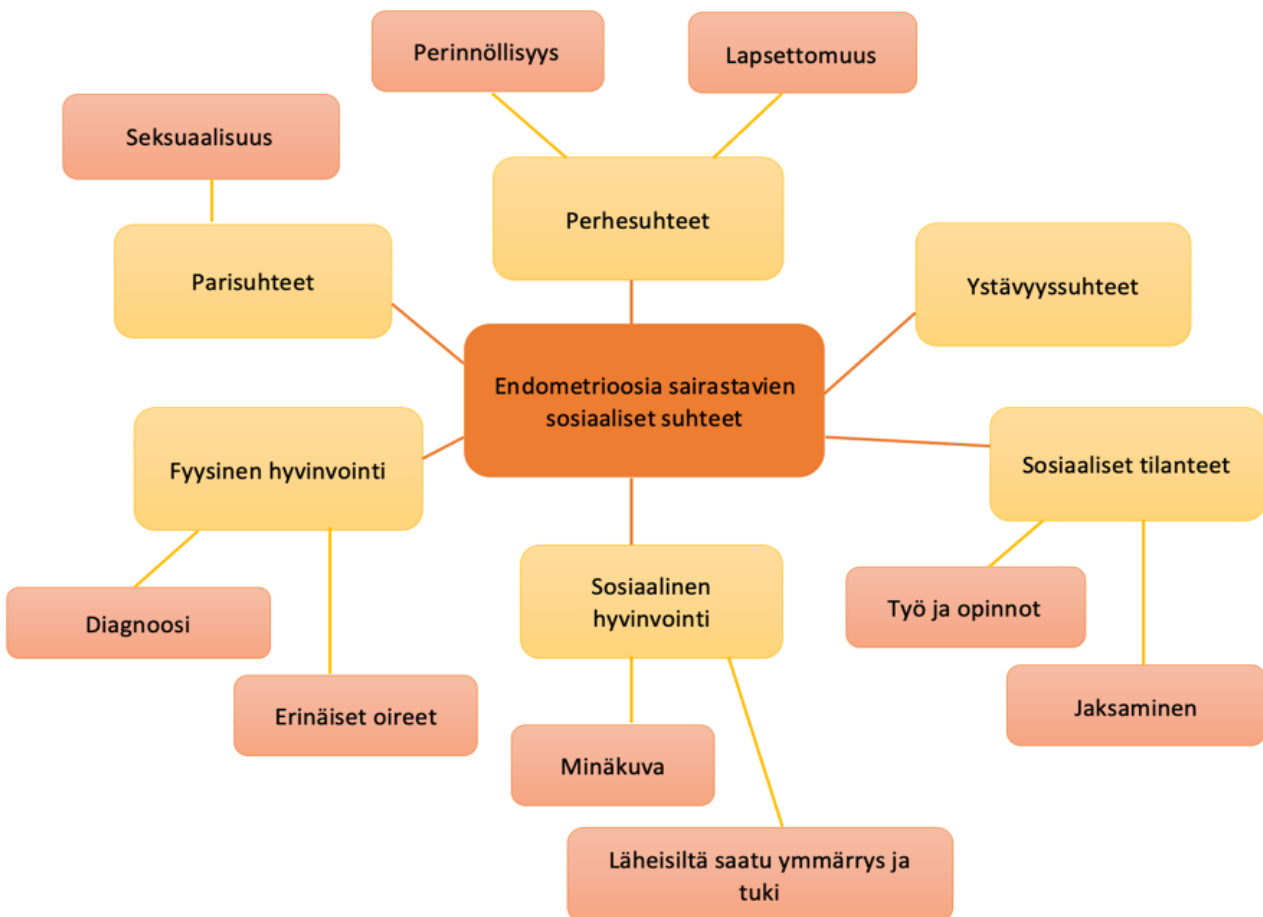 Perinnöllisyys
Lapsettomuus
Seksuaalisuus
Perhesuhteet
Parisuhteet
Ystävyyssuhteet
Endometrioosia sairastavien
sosiaaliset suhteet
Fyysinen hyvinvointi
Sosiaaliset tilanteet
Sosiaalinen
hyvinvointi
Diagnoosi
Työ ja opinnot
Erinäiset oireet
Jaksaminen
Minäkuva
Läheisiltä saatu ymmärrys ja
tuki